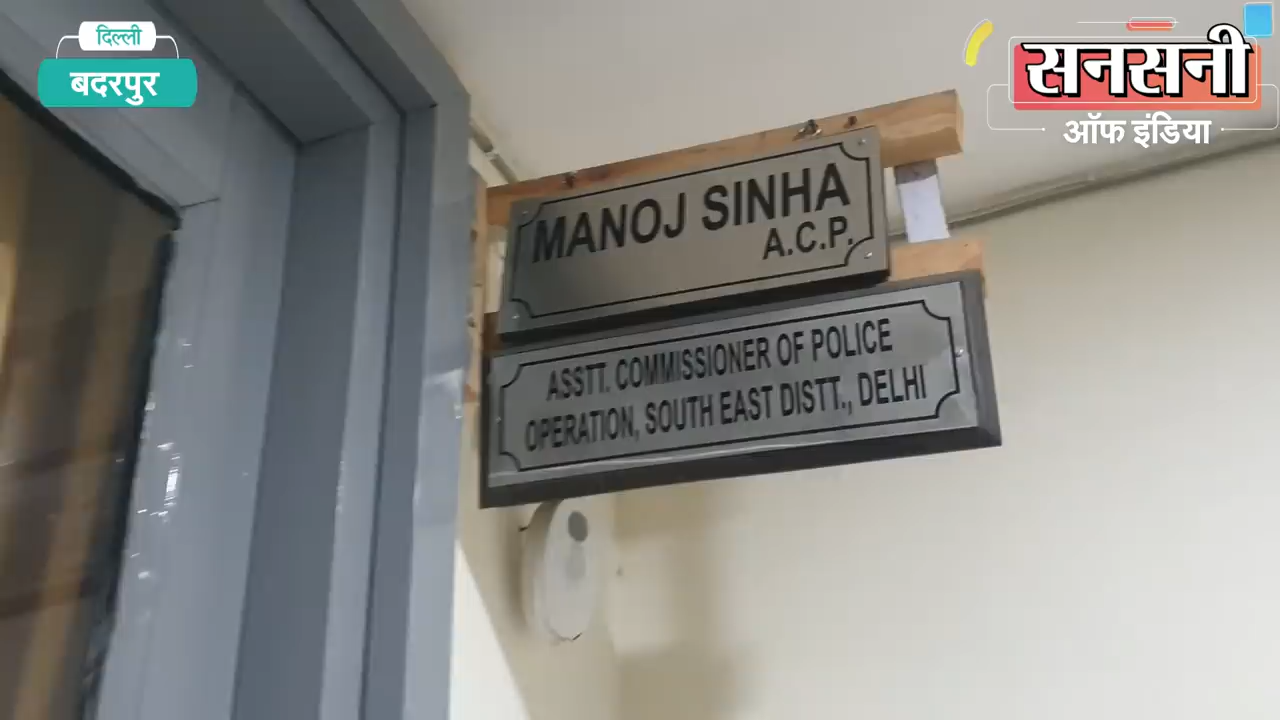 दिल्ली
बदरपुर
सनसनी
ऑफ इंडिया
MANOJ SINHA
A.C.P.
ASSTT. COMMISSIONER OF POLICE
OPERATION, SOUTH EAST DISTT., DELHI